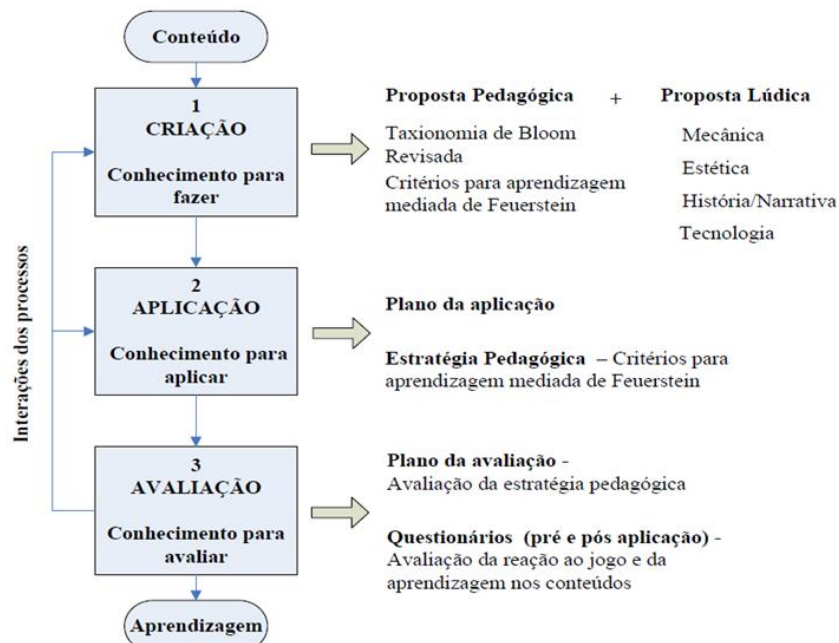 Conteúdo
1
CRIAÇÃO
Conhecimento para
fazer
Proposta Pedagógica + Proposta Lúdica
Taxionomia de Bloom
Revisada
Critérios para aprendizagem
mediada de Feuerstein
Mecânica
Estética
História/Narrativa
Tecnologia
Interações dos processos
2
APLICAÇÃO
Conhecimento para
aplicar
Plano da aplicação
Estratégia Pedagógica – Critérios para
aprendizagem mediada de Feuerstein
3
AVALIAÇÃO
Conhecimento para
avaliar
Plano da avaliação -
Avaliação da estratégia pedagógica
Questionários (pré e pós aplicação) -
Avaliação da reação ao jogo e da
aprendizagem nos conteúdos
Aprendizagem